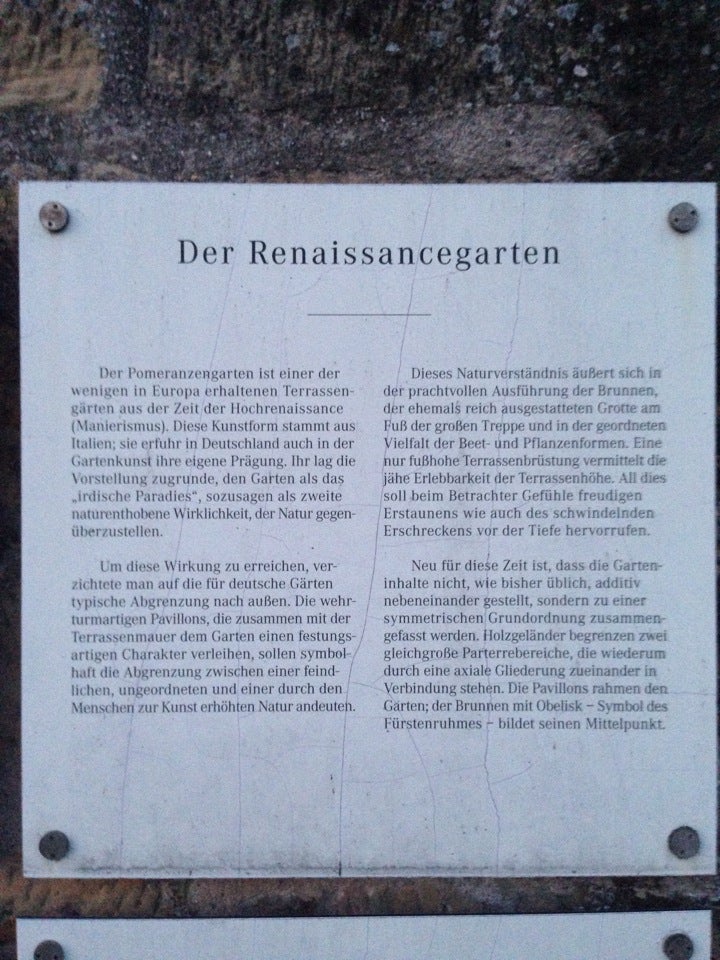 Der Renaissancegarten
Der Pomeranzengarten ist einer der
wenigen in Europa erhaltenen Terrassen-
gärten aus der Zeit der Hochrenaissance
(Manierismus). Diese Kunstform stammt aus
Italien; sie erfuhr in Deutschland auch in der
Gartenkunst ihre eigene Prägung. Ihr lag die
Vorstellung zugrunde, den Garten als das
„irdische Paradies“, sozusagen als zweite
naturenthobene Wirklichkeit, der Natur gegen-
überzustellen.
Um diese Wirkung zu erreichen, ver-
zichtete man auf die für deutsche Gärten
typische Abgrenzung nach außen. Die wehr-
turmartigen Pavillons, die zusammen mit der
Terrassenmauer dem Garten einen festungs-
artigen Charakter verleihen, sollen symbol-
haft die Abgrenzung zwischen einer feind-
lichen, ungeordneten und einer durch den
Menschen zur Kunst erhöhten Natur andeuten.
Dieses Naturverständnis äußert sich in
der prachtvollen Ausführung der Brunnen,
der ehemals reich ausgestatteten Grotte am
Fuß der großen Treppe und in der geordneten
Vielfalt der Beet- und Pflanzenformen. Eine
nur fußhohe Terrassenbrüstung vermittelt die
jähe Erlebbarkeit der Terrassenhöhe. All dies
soll beim Betrachter Gefühle freudigen
Erstaunens wie auch des schwindelnden
Erschreckens vor der Tiefe hervorrufen.
Neu für diese Zeit ist, dass die Garten-
inhalte nicht, wie bisher üblich, additiv
nebeneinander gestellt, sondern zu einer
symmetrischen Grundordnung zusammen-
gefasst werden. Holzgeländer begrenzen zwei
gleichgroße Parterrebereiche, die wiederum
durch eine axiale Gliederung zueinander in
Verbindung stehen. Die Pavillons rahmen den
Garten; der Brunnen mit Obelisk – Symbol des
Fürstenruhmes – bildet seinen Mittelpunkt.